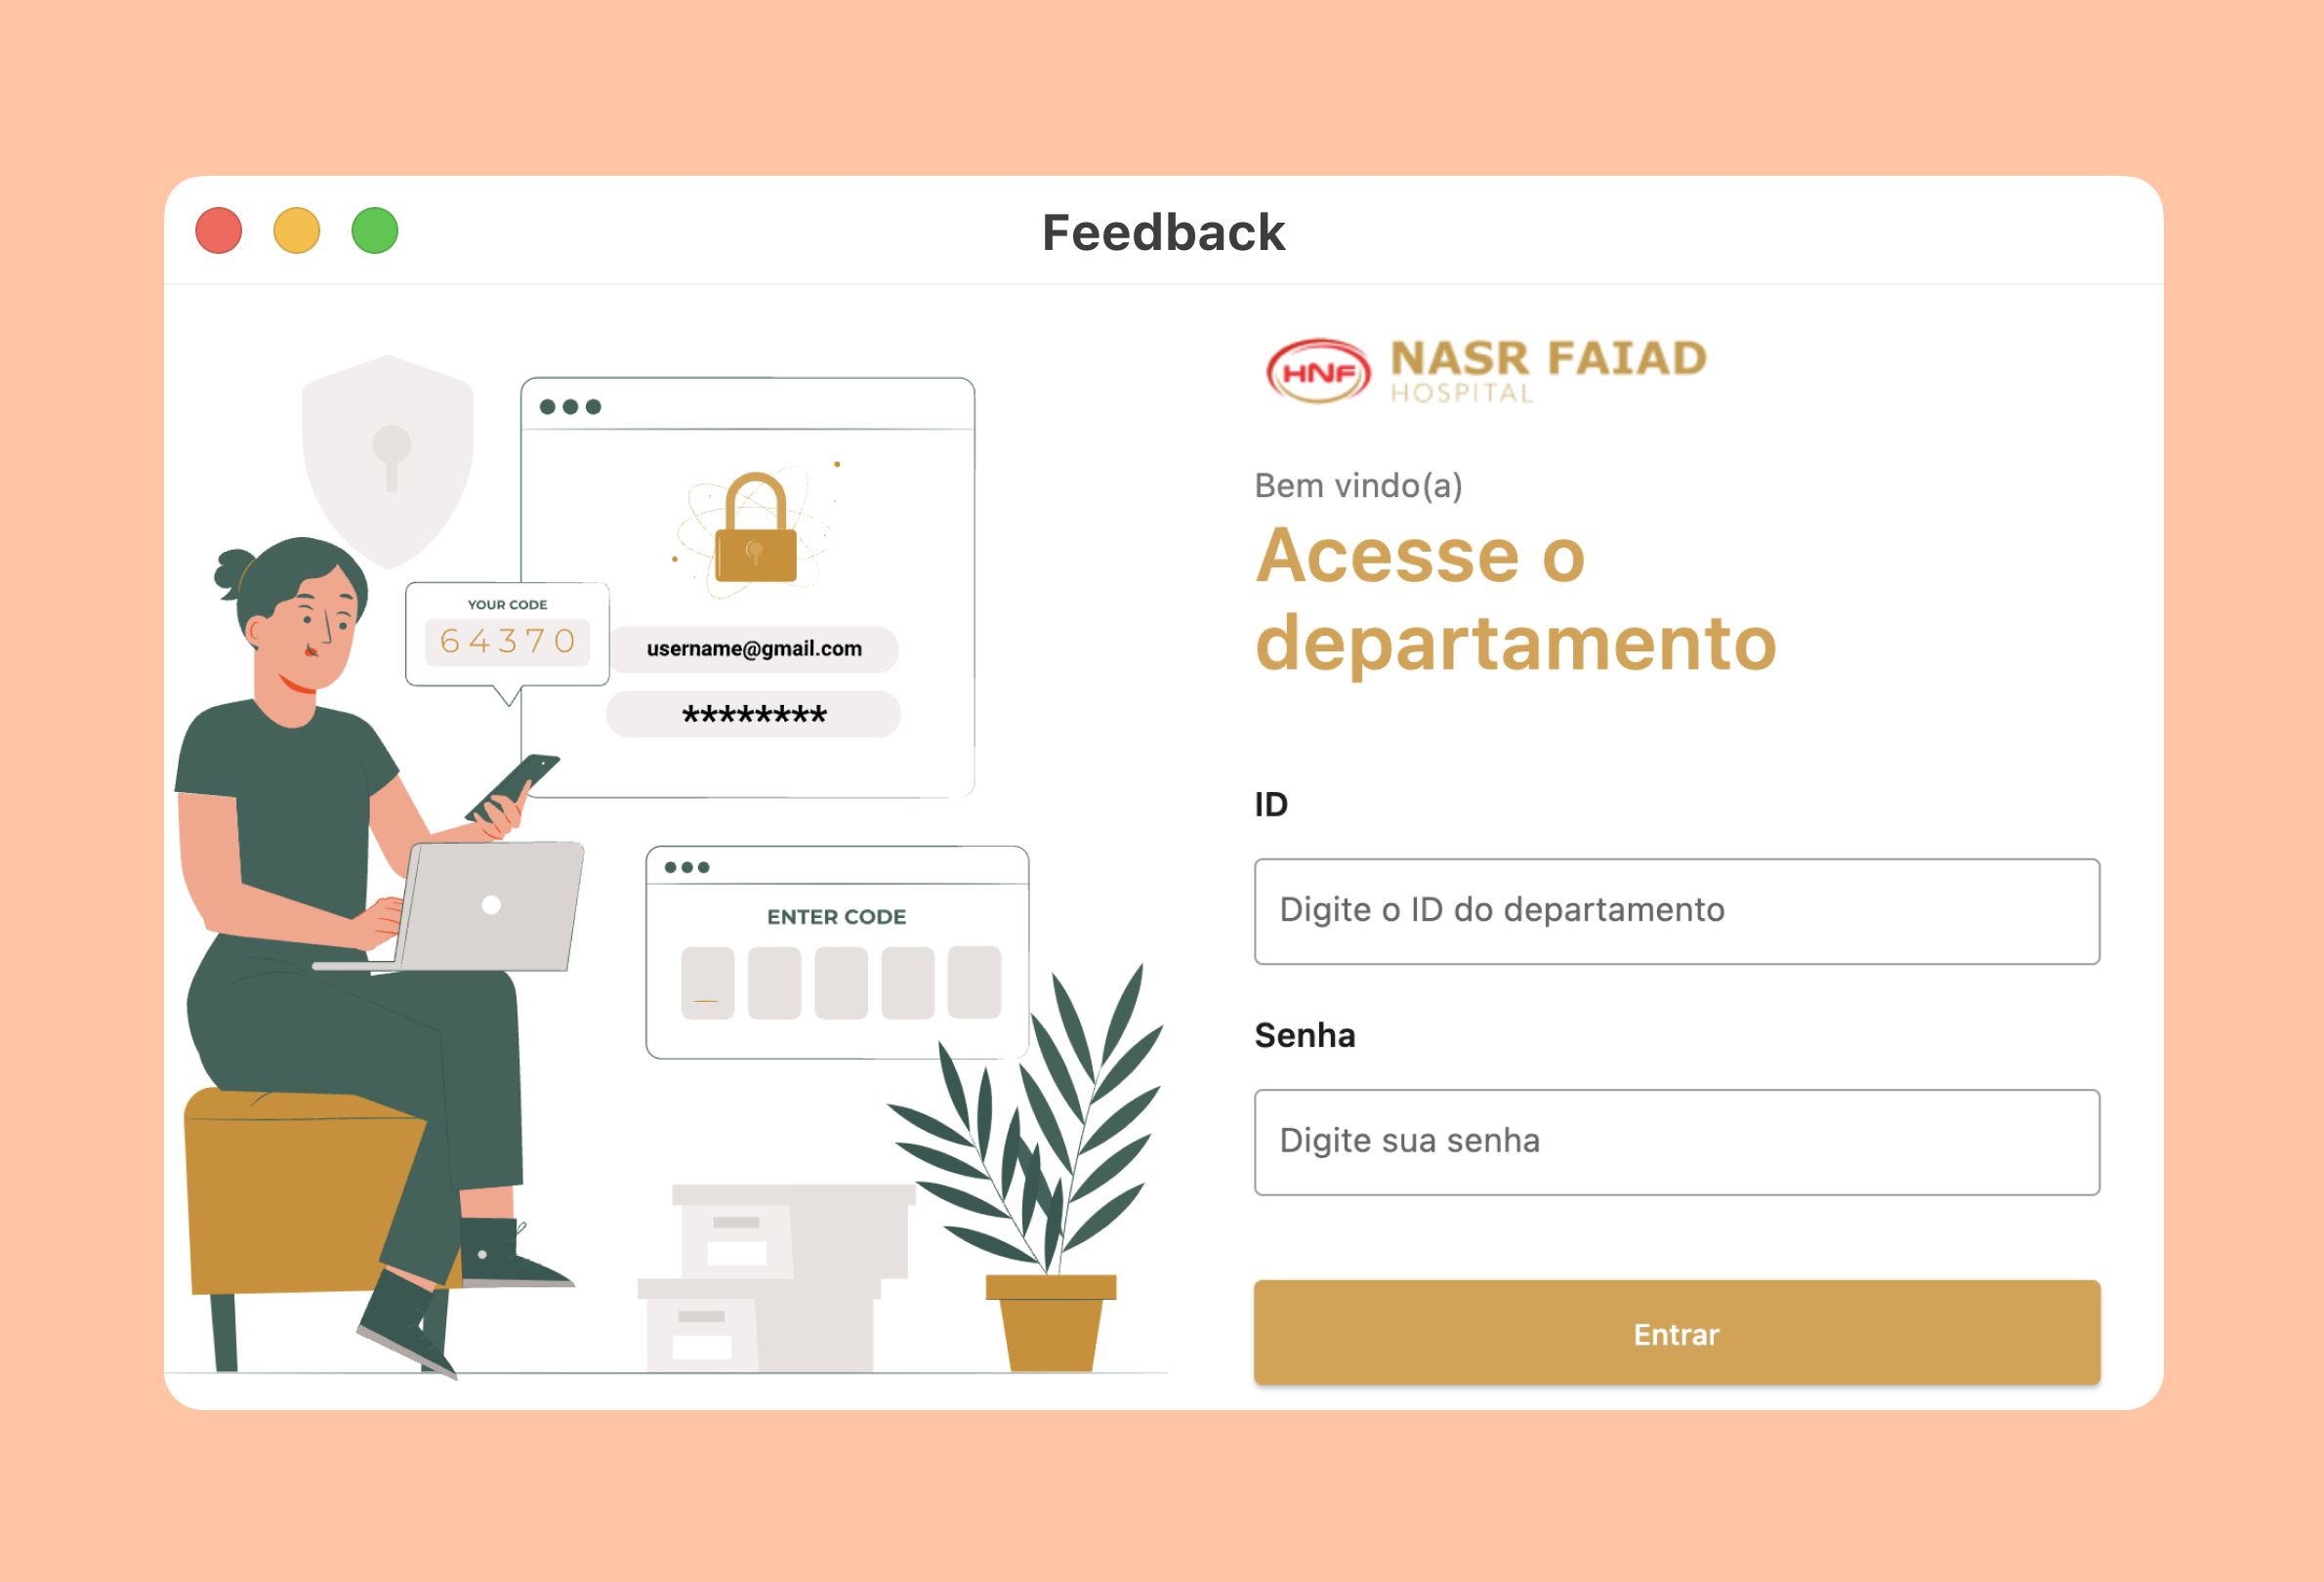 Feedback
YOUR CODE
64370
username@gmail.com
********
ENTER CODE
HNF
NASR FAIAD
HOSPITAL
Bem vindo(a)
Acesse o
departamento
ID
Digite o ID do departamento
Senha
Digite sua senha
Entrar